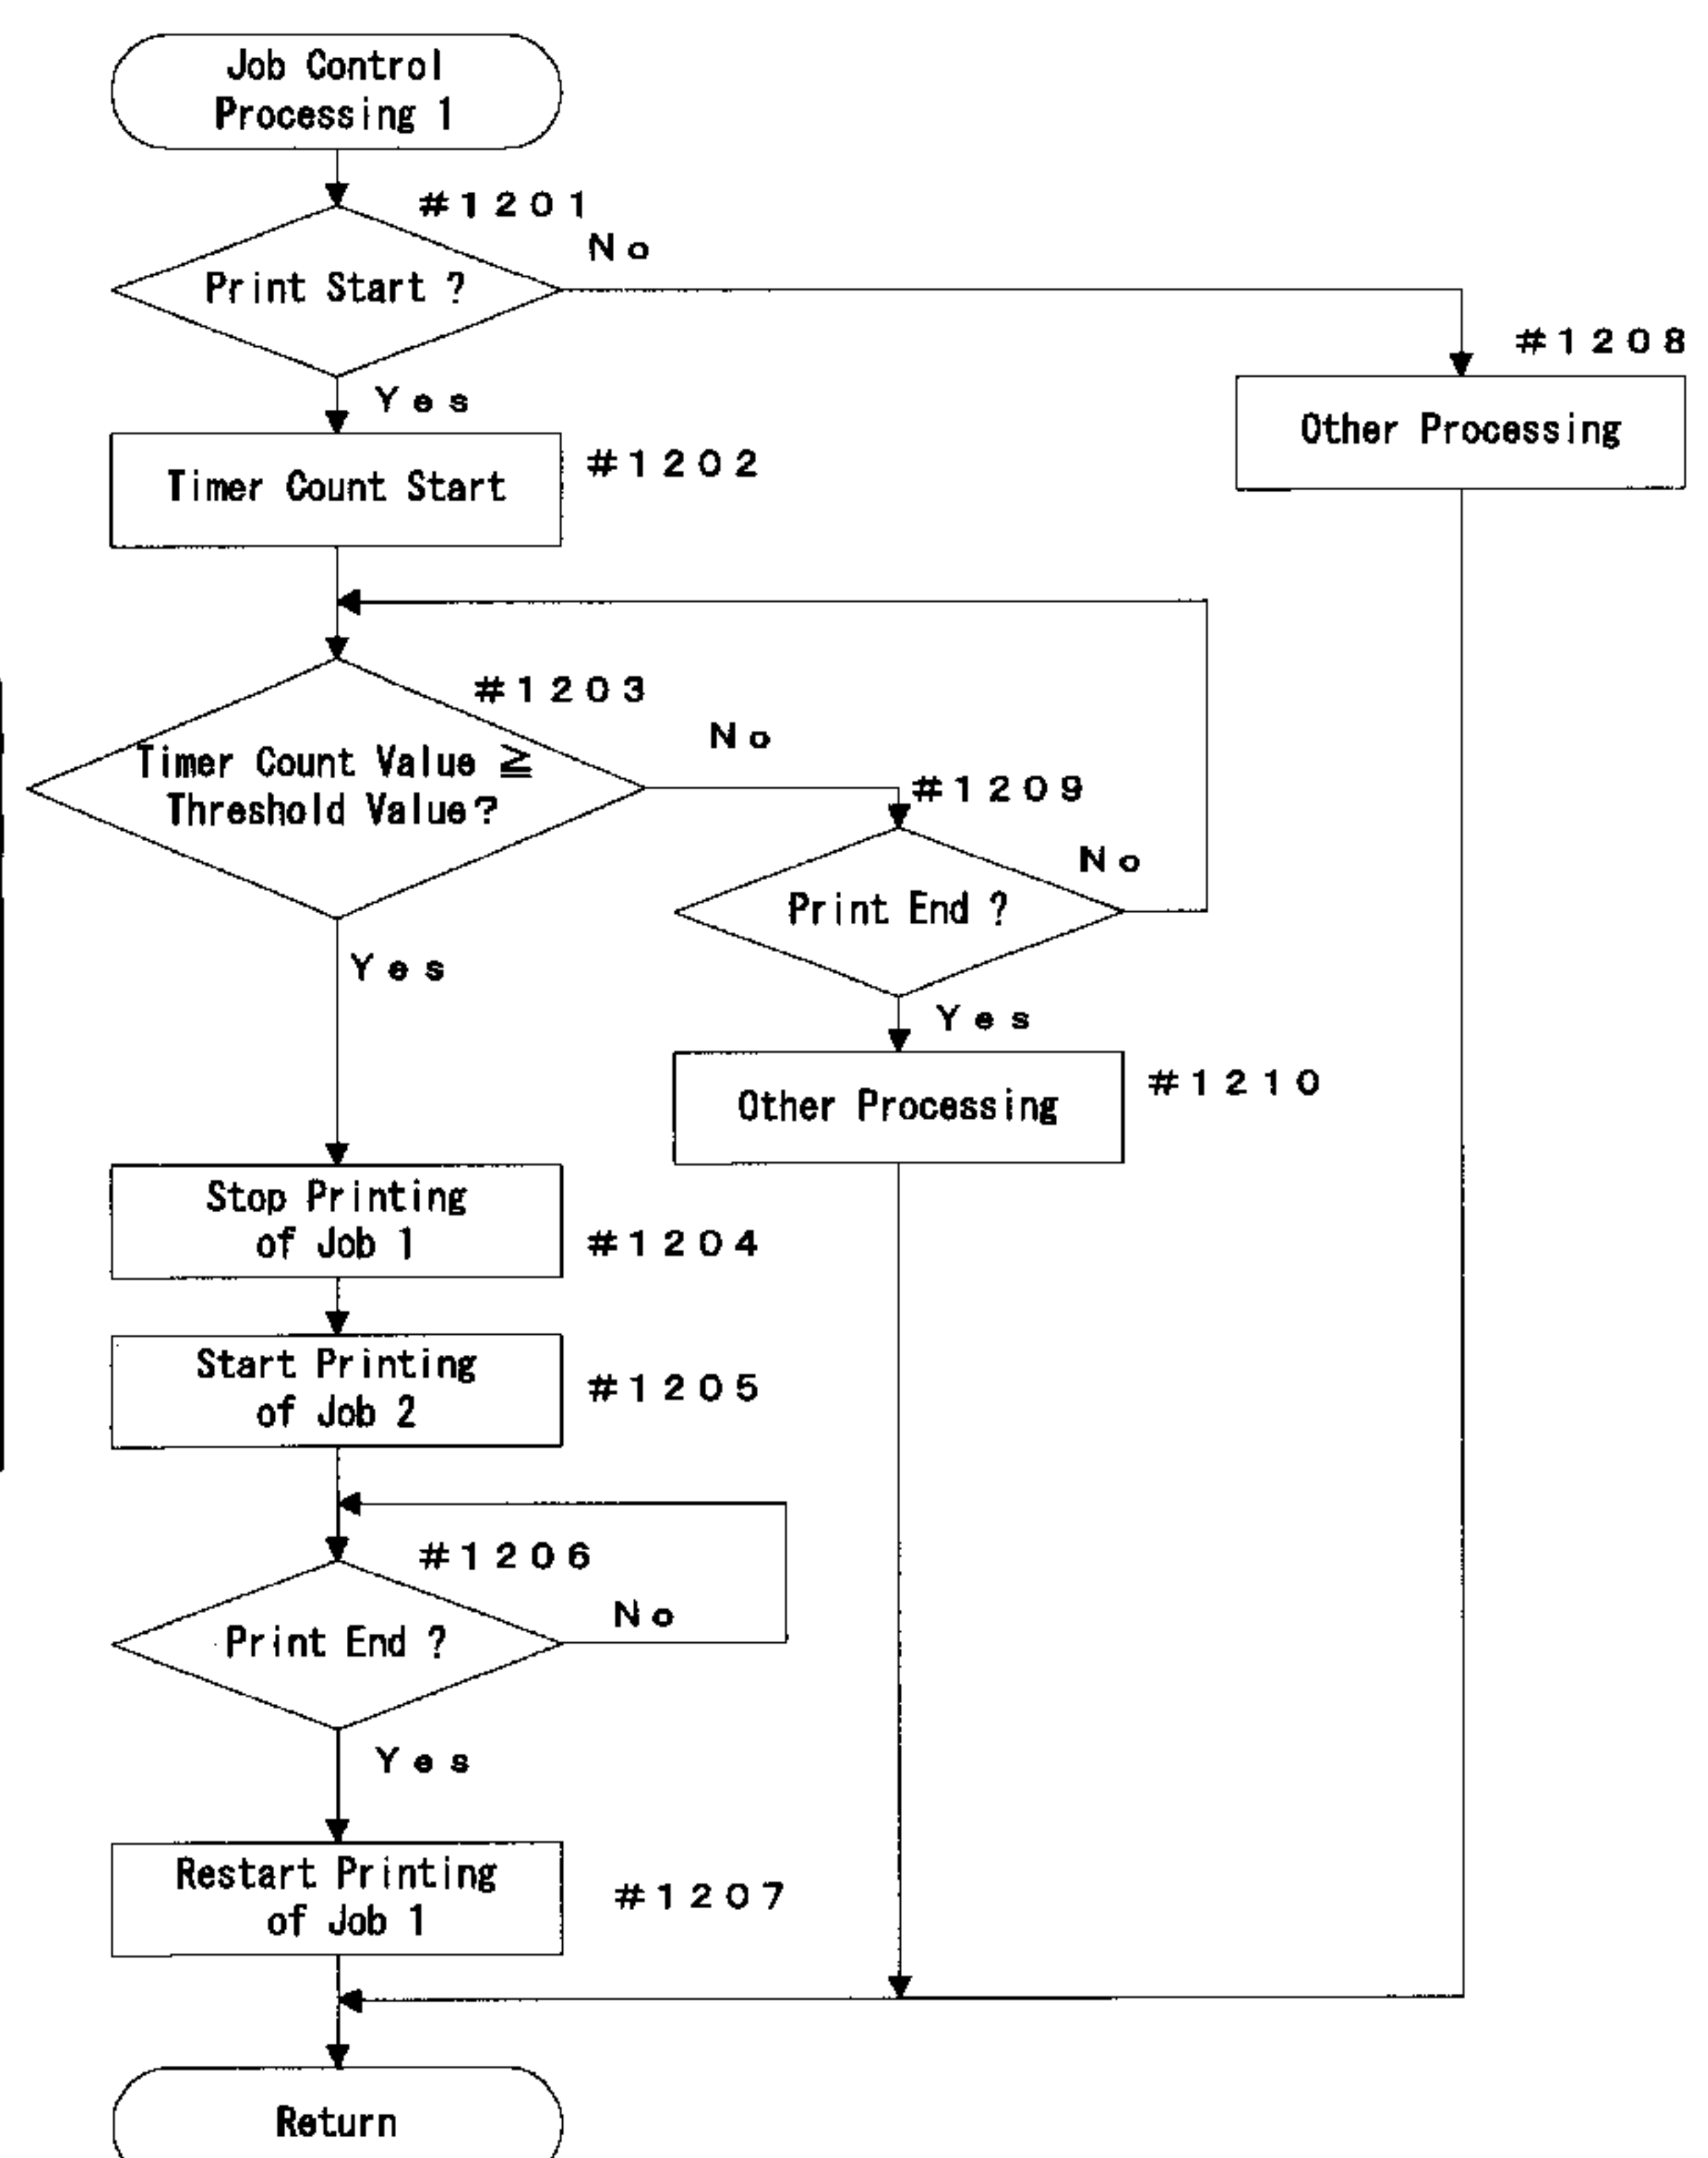 Job Control
Processing 1
#1201
No
Print Start ?
#1208
Yes
Other Processing
#1202
Timer Count Start
#1203
No
Timer Count Value ≧
Threshold Value?
#1209
No
Print End ?
Yes
Yes
#1210
Other Processing
Stop Printing
of Job 1
#1204
Start Printing
of Job 2
#1205
#1206
No
Print End ?
Yes
Restart Printing
of Job 1
#1207
Return